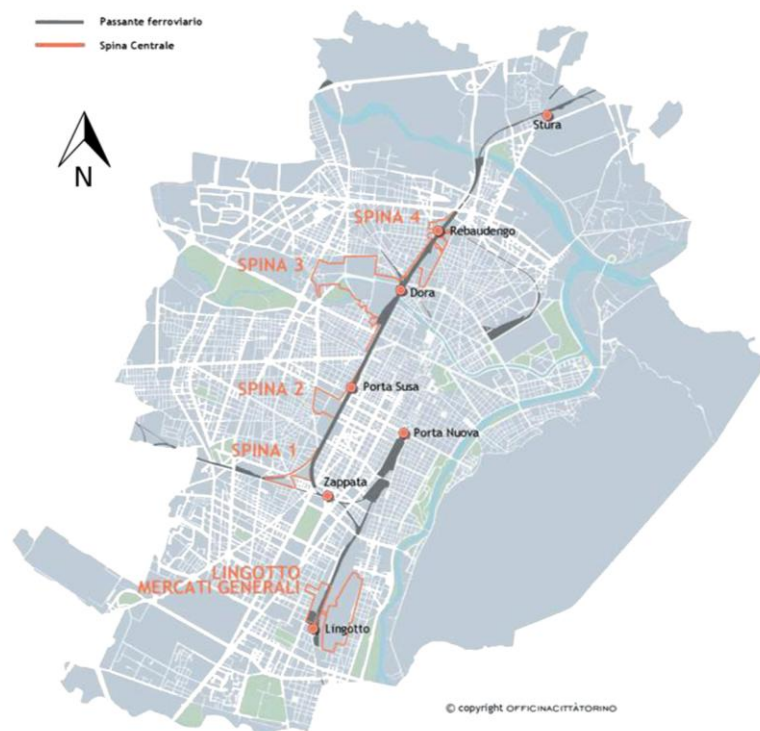 Passante ferroviario
Spina Centrale
N
Stura
SPINA 4
Rebaudengo
SPINA 3
Dora
SPINA 2
Porta Susa
Porta Nuova
SPINA 1
Zappata
LINGOTTO
MERCATI GENERALI
Lingotto
© copyright OFFICINACITTÀTORINO